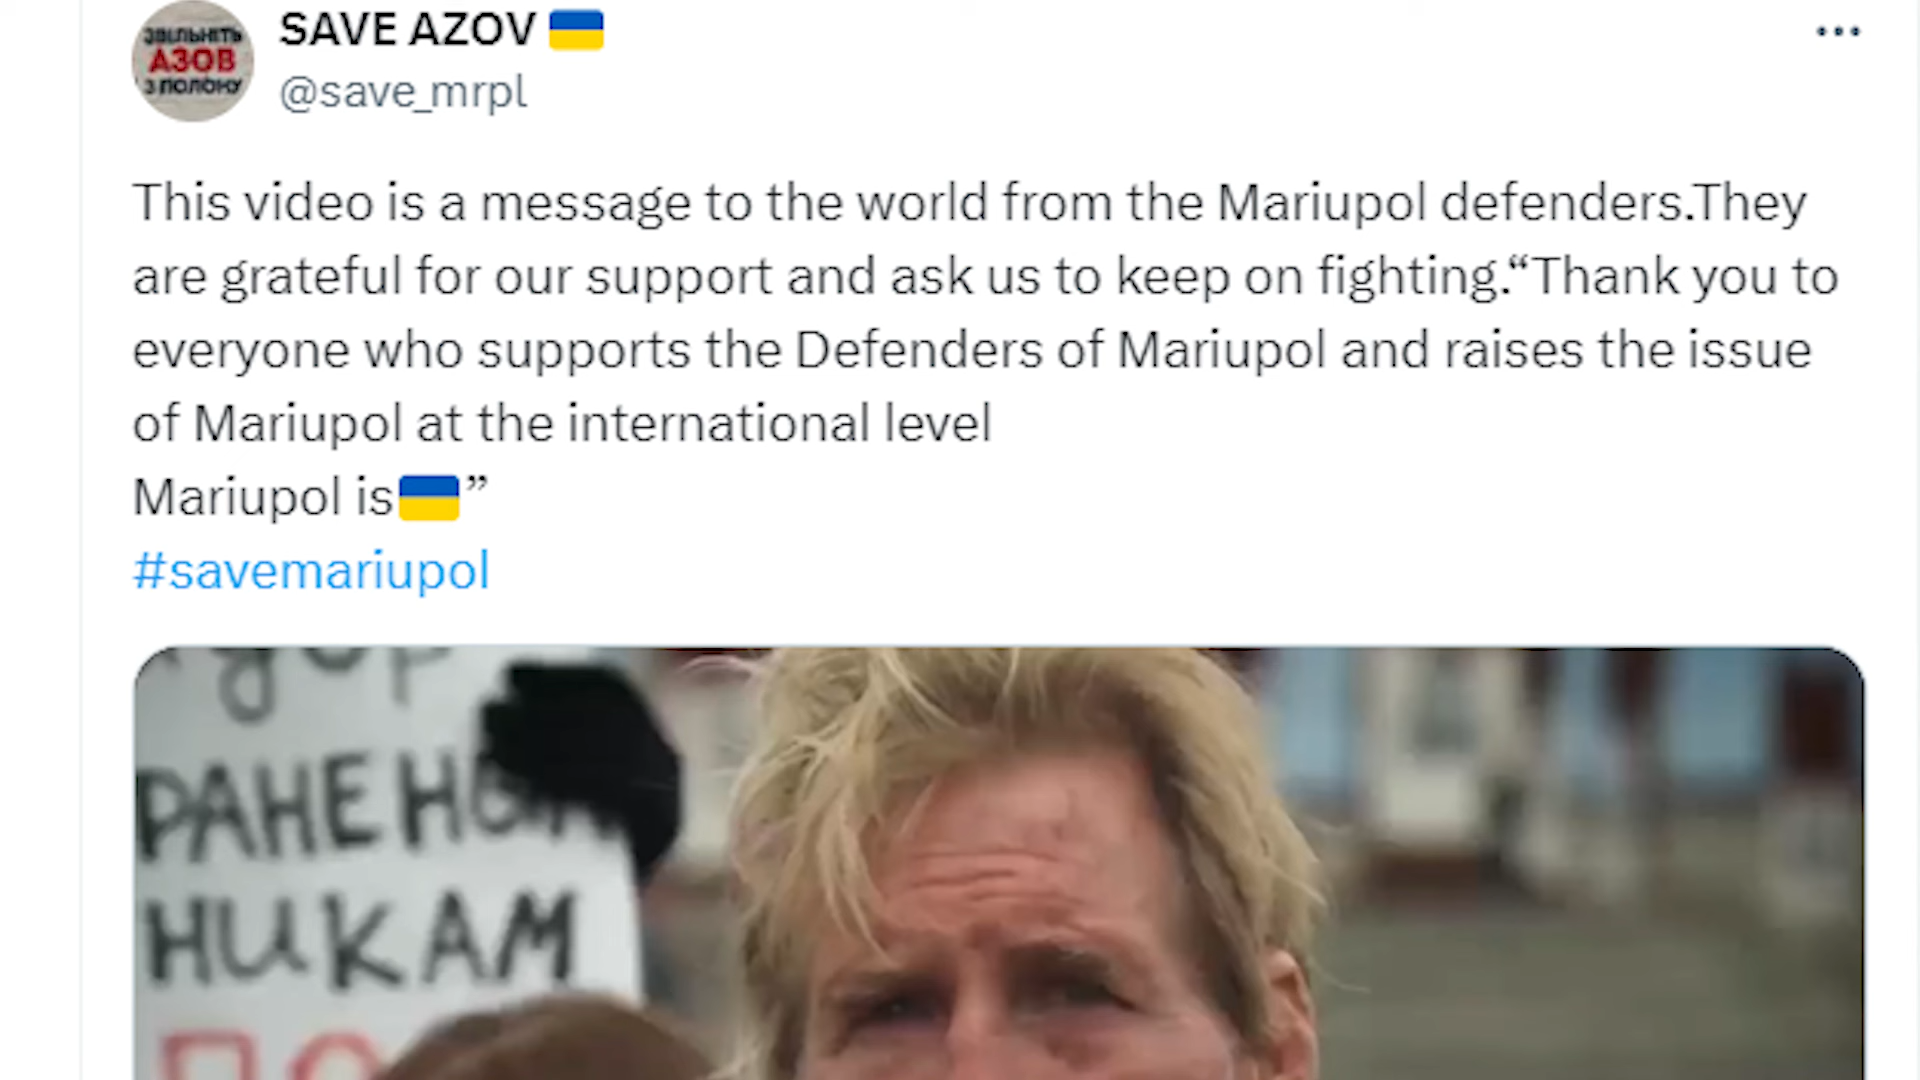 ЗВІЛЬНІТЬ
АЗОВ
З ПОЛОНУ
SAVE AZOV
@save_mrpl
This video is a message to the world from the Mariupol defenders.They
are grateful for our support and ask us to keep on fighting.“Thank you to
everyone who supports the Defenders of Mariupol and raises the issue
of Mariupol at the international level
Mariupol is🇺🇦”
#savemariupol
НИКАМ